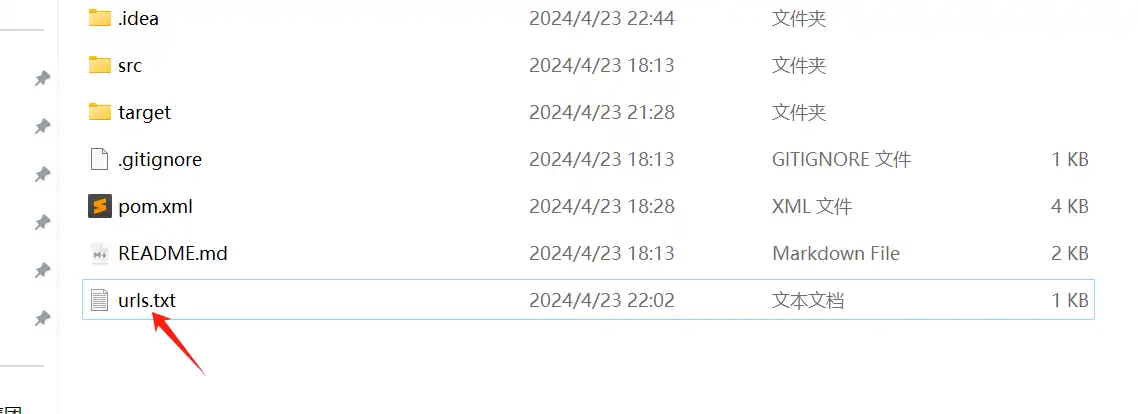 .idea 2024/4/23 22:44 文件夹
src 2024/4/23 18:13 文件夹
target 2024/4/23 21:28 文件夹
.gitignore 2024/4/23 18:13 GITIGNORE 文件 1 KB
pom.xml 2024/4/23 18:28 XML 文件 4 KB
README.md 2024/4/23 18:13 Markdown File 2 KB
urls.txt 2024/4/23 22:02 文本文档 1 KB